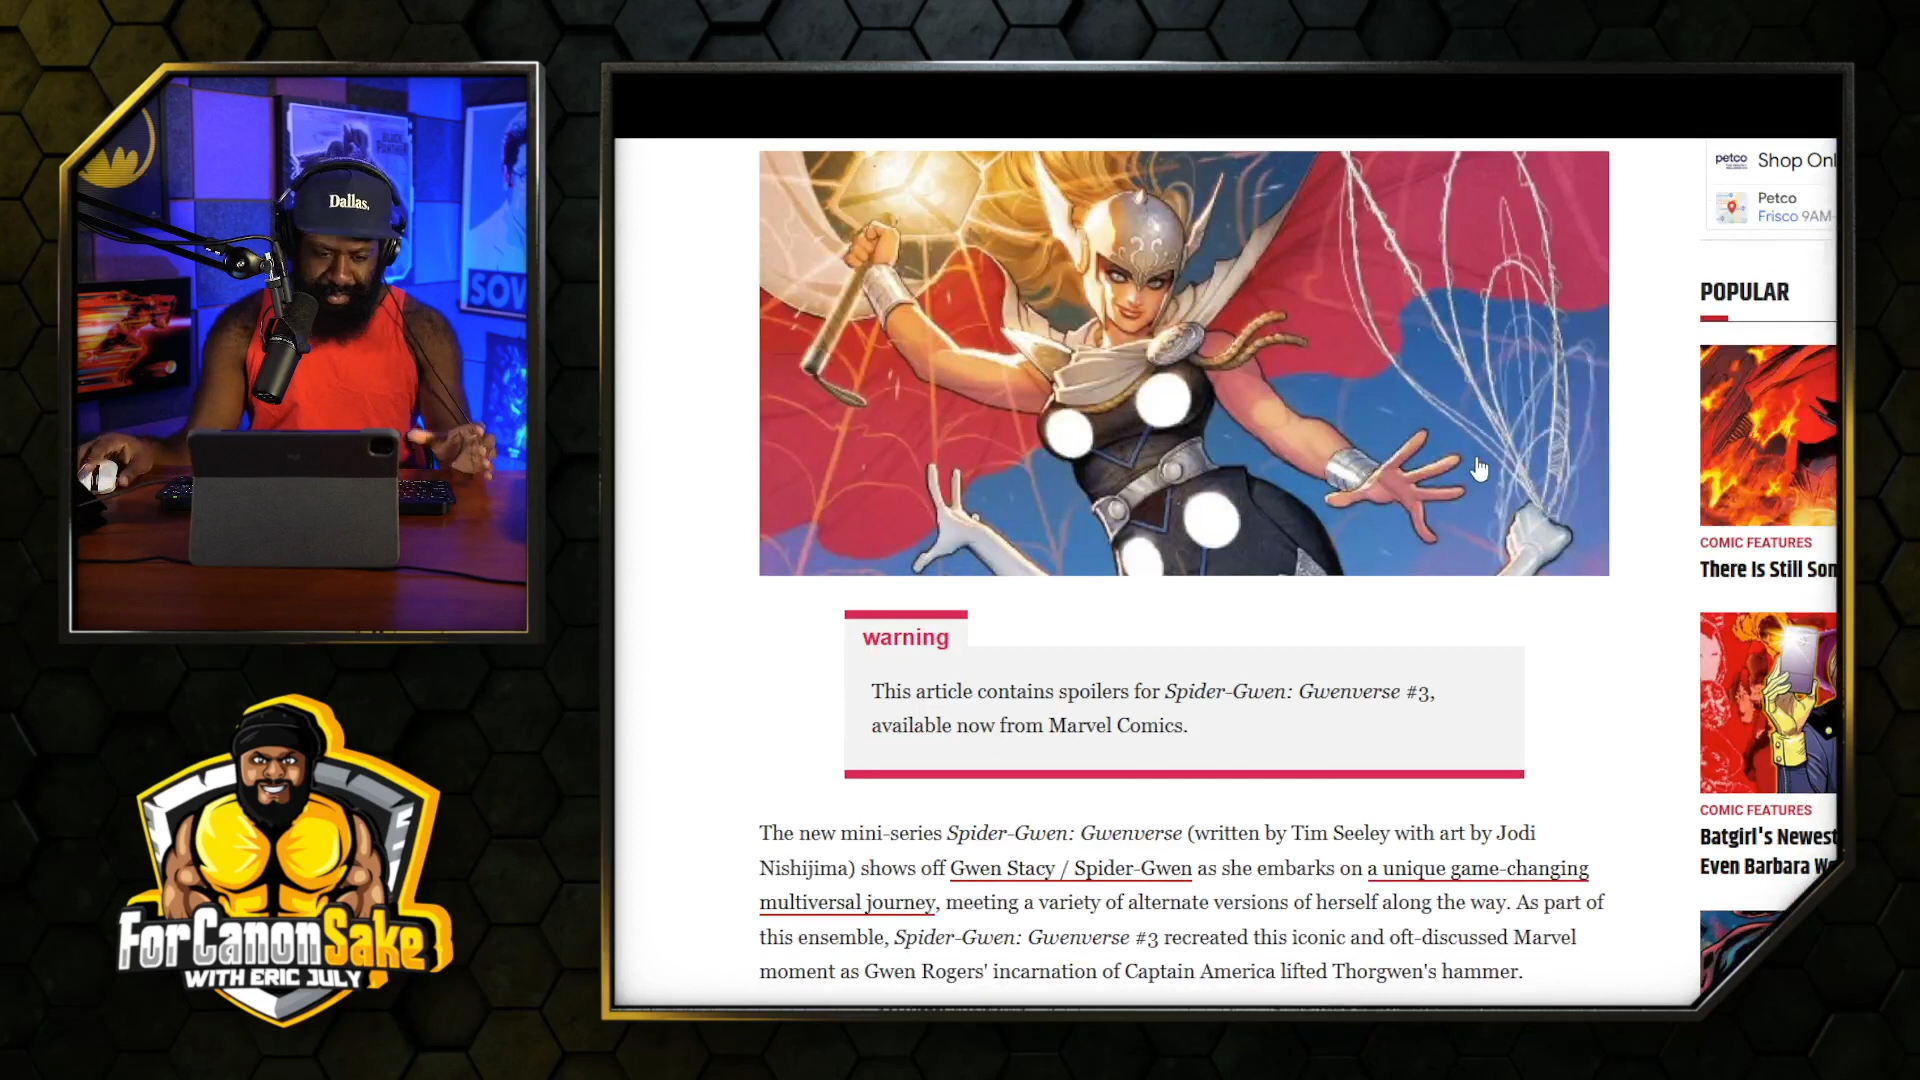 Dallas.
BLACK
PANTHER
SOV
ForCanonSake
WITH ERIC JULY
warning
This article contains spoilers for Spider-Gwen: Gwenverse #3,
available now from Marvel Comics.
The new mini-series Spider-Gwen: Gwenverse (written by Tim Seeley with art by Jodi
Nishijima) shows off Gwen Stacy / Spider-Gwen as she embarks on a unique game-changing
multiversal journey, meeting a variety of alternate versions of herself along the way. As part of
this ensemble, Spider-Gwen: Gwenverse #3 recreated this iconic and oft-discussed Marvel
moment as Gwen Rogers' incarnation of Captain America lifted Thorgwen's hammer.
petco Shop Onl
Petco
Frisco 9AM-
POPULAR
COMIC FEATURES
There Is Still Son
COMIC FEATURES
Batgirl's Newest
Even Barbara W